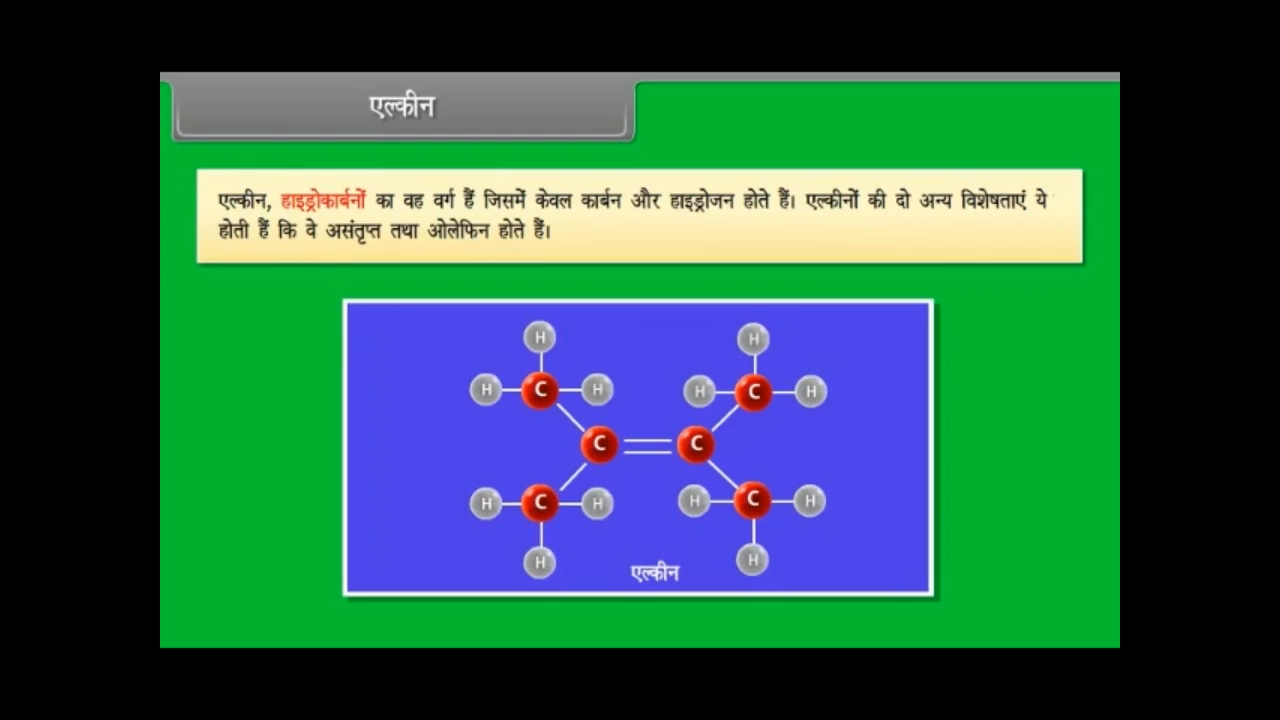 एल्कीन
एल्कीन, हाइड्रोकार्बनों का वह वर्ग हैं जिसमें केवल कार्बन और हाइड्रोजन होते हैं। एल्कीनों की दो अन्य विशेषताएं ये
होती हैं कि वे असंतृप्त तथा ओलेफिन होते हैं।
H H
H C H H C H
C C
H C H H C H
H H
एल्कीन